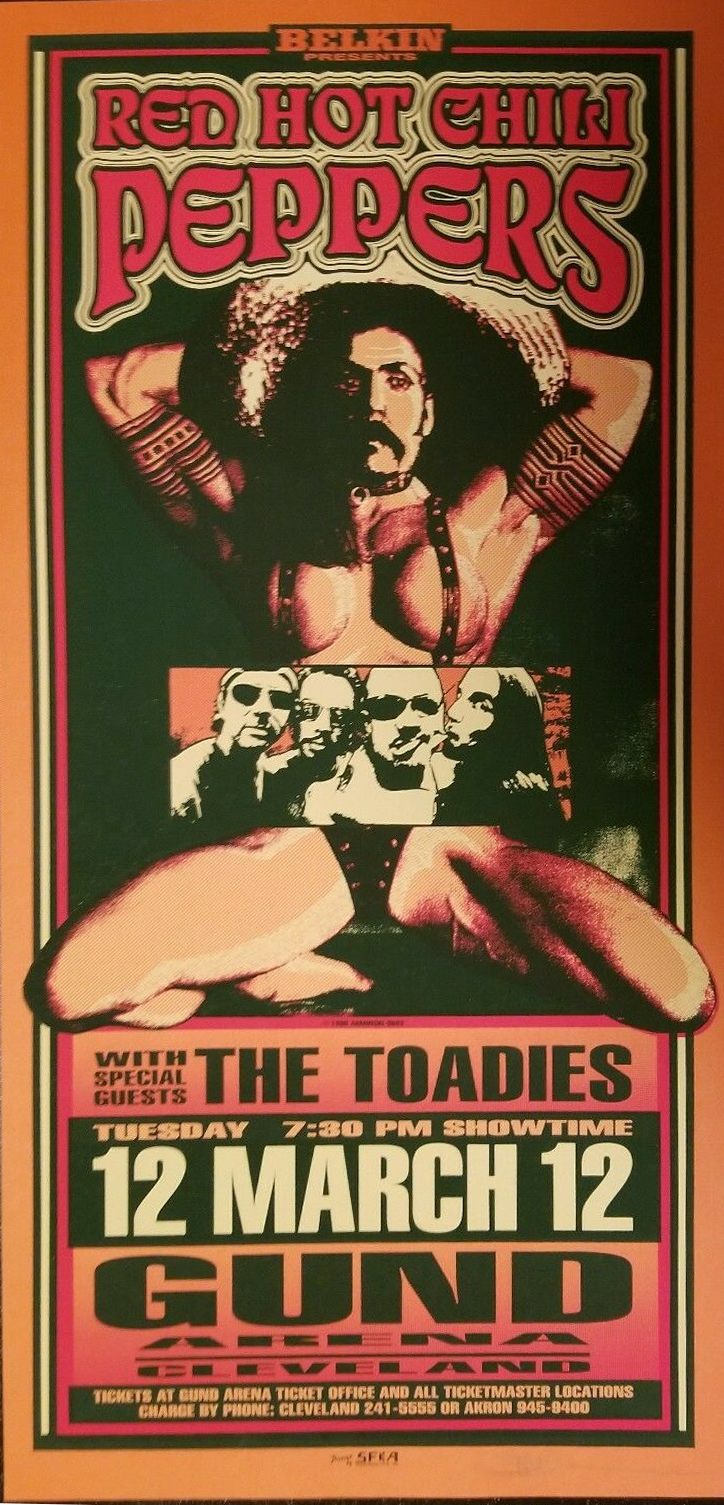 BELKIN
PRESENTS
RED HOT CHILI
PEPPERS
WITH
SPECIAL
GUESTS
THE TOADIES
TUESDAY 7:30 PM SHOWTIME
12 MARCH 12
GUND
ARENA
CLEVELAND
TICKETS AT GUND ARENA TICKET OFFICE AND ALL TICKETMASTER LOCATIONS
CHARGE BY PHONE: CLEVELAND 241-5555 OR AKRON 945-9400